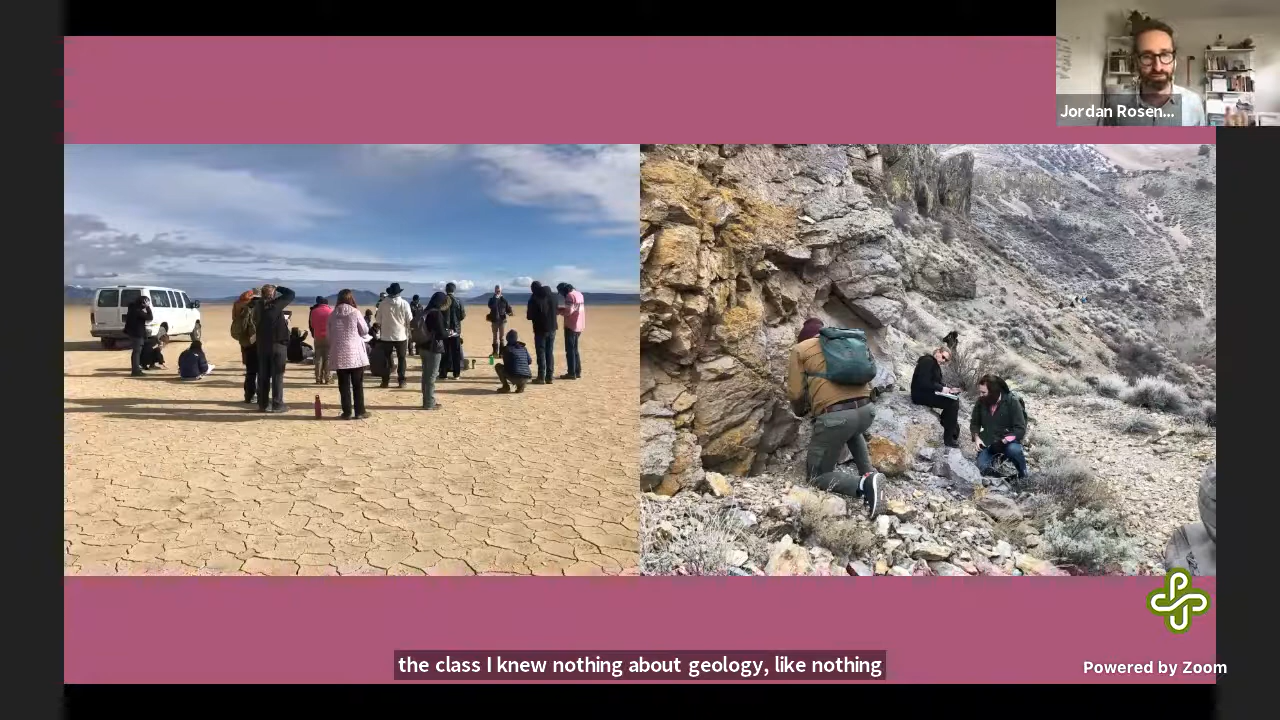 Jordan Rosen...
the class I knew nothing about geology, like nothing
Powered by Zoom